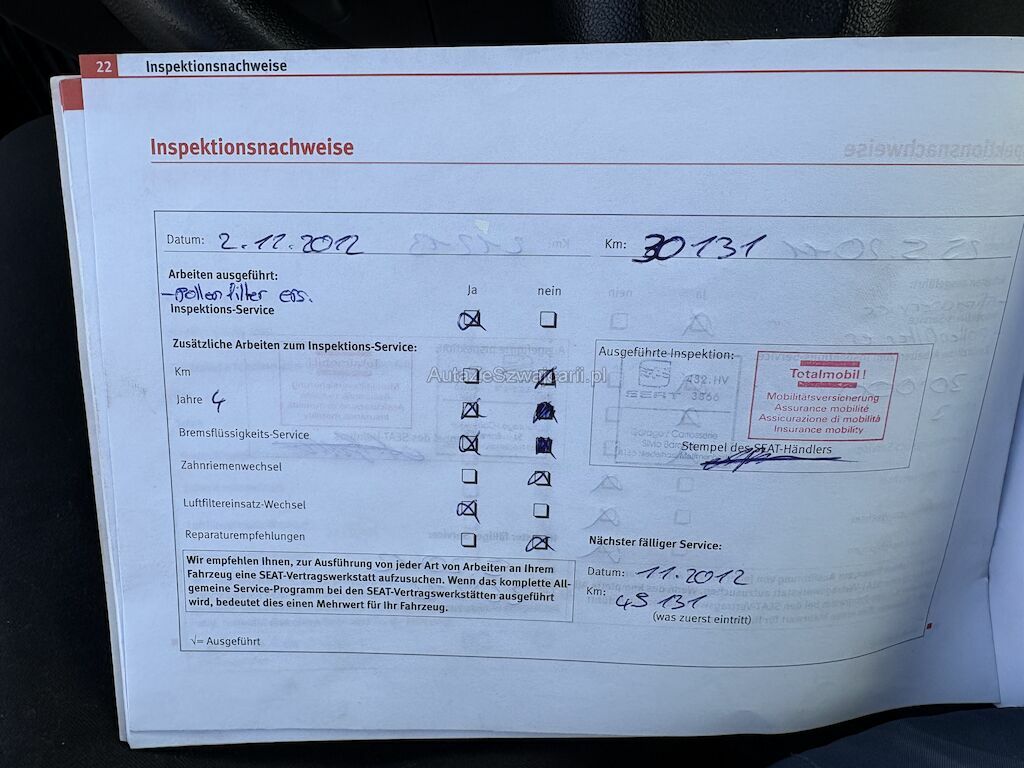 22 Inspektionsnachweise
Inspektionsnachweise
Datum: 2.12.2012 Km: 30131
Arbeiten ausgeführt:
-Pollenfilter ers.
Ja nein
Inspektions-Service
Zusätzliche Arbeiten zum Inspektions-Service:
Km
Jahre 4
Bremsflüssigkeits-Service
Zahnriemenwechsel
Luftfiltereinsatz-Wechsel
Reparaturempfehlungen
Wir empfehlen Ihnen, zur Ausführung von jeder Art von Arbeiten an Ihrem
Fahrzeug eine SEAT-Vertragswerkstatt aufzusuchen. Wenn das komplette All-
gemeine Service-Programm bei den SEAT-Vertragswerkstätten ausgeführt
wird, bedeutet dies einen Mehrwert für Ihr Fahrzeug.
√= Ausgeführt
Ausgeführte Inspektion:
432.HV
SEAT 3866
Totalmobil!
Mobilitätsversicherung
Assurance mobilité
Assicurazione di mobilità
Insurance mobility
Stempel des SEAT-Händlers
Nächster fälliger Service:
Datum: 11.2012
Km: 45131
(was zuerst eintritt)
AutazeSzwajcarii.pl